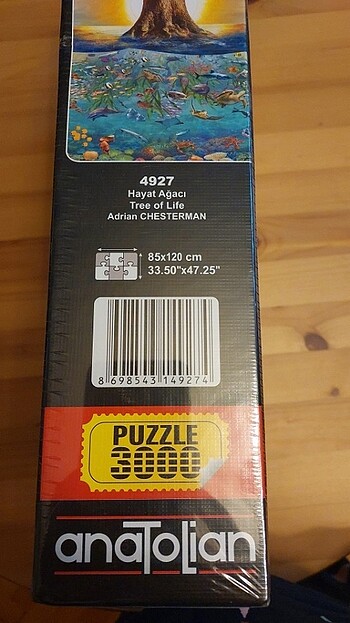 4927
Hayat Ağacı
Tree of Life
Adrian CHESTERMAN
85x120 cm
33.50"x47.25"
8 698543 149274
PUZZLE
3000
anaTolian